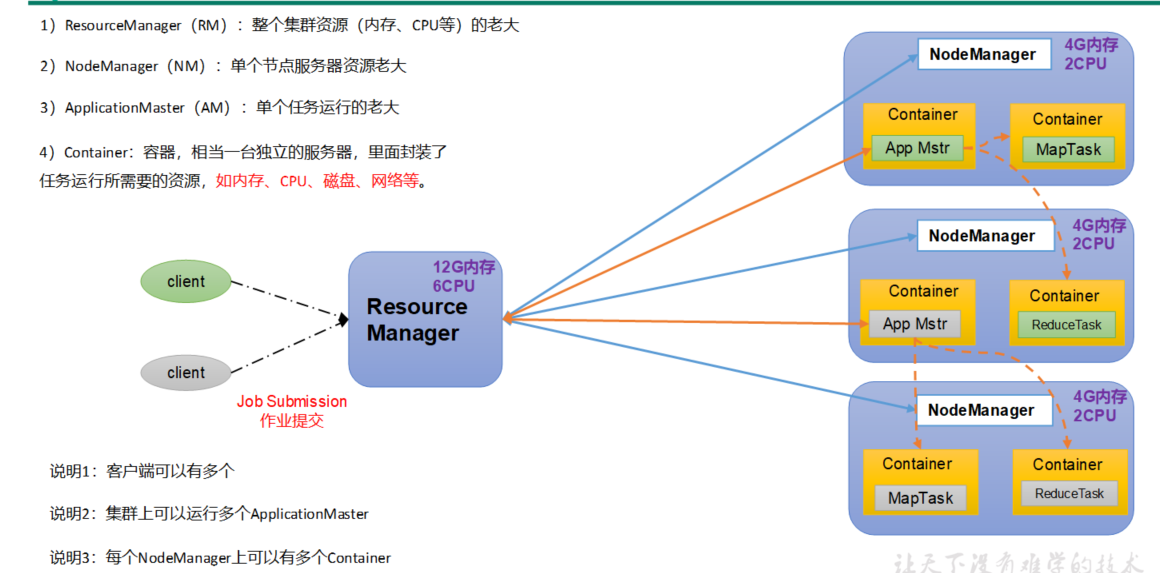 1）ResourceManager（RM）：整个集群资源（内存、CPU等）的老大
2）NodeManager（NM）：单个节点服务器资源老大
3）ApplicationMaster（AM）：单个任务运行的老大
4）Container：容器，相当一台独立的服务器，里面封装了
任务运行所需要的资源，如内存、CPU、磁盘、网络等。
client
client
Job Submission
作业提交
12G内存
6CPU
Resource
Manager
NodeManager
4G内存
2CPU
Container
App Mstr
Container
MapTask
NodeManager
4G内存
2CPU
Container
App Mstr
Container
ReduceTask
NodeManager
4G内存
2CPU
Container
MapTask
Container
ReduceTask
说明1：客户端可以有多个
说明2：集群上可以运行多个ApplicationMaster
说明3：每个NodeManager上可以有多个Container
让天下没有难学的技术